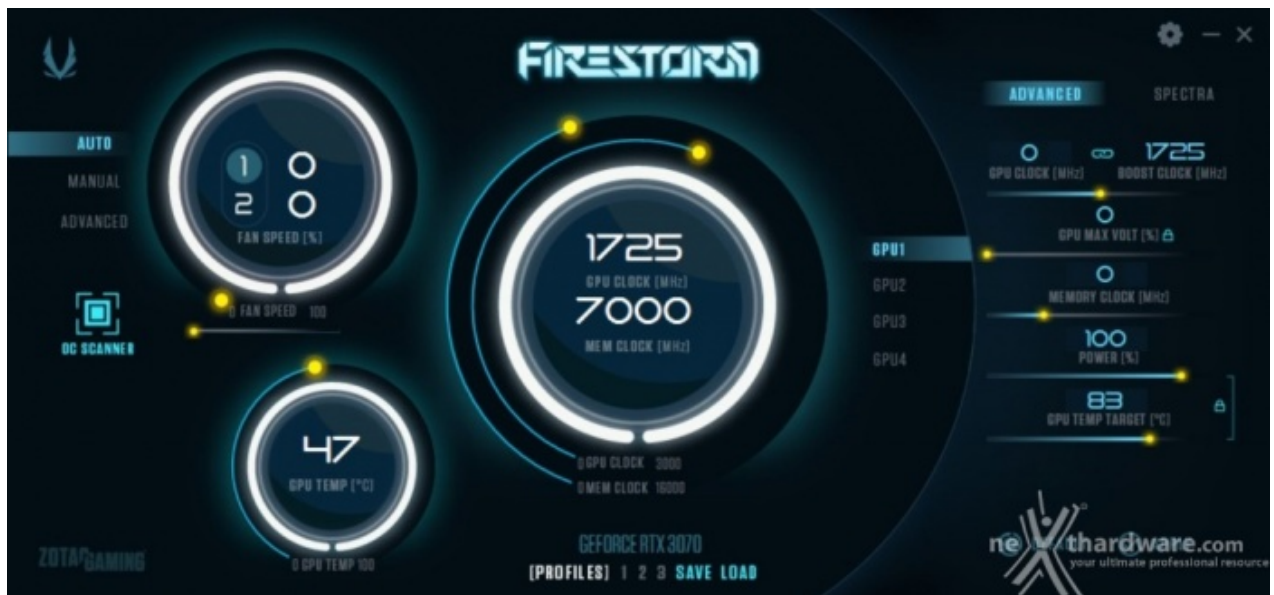 FIRESTORM
AUTO
MANUAL
ADVANCED
OC SCANNER
1 0
2 0
FAN SPEED [%]
0 FAN SPEED 100
47
GPU TEMP [°C]
0 GPU TEMP 100
1725
GPU CLOCK [MHz]
7000
MEM CLOCK [MHz]
0 GPU CLOCK 3000
0 MEM CLOCK 16000
GEFORCE RTX 3070
[PROFILES] 1 2 3 SAVE LOAD
ZOTAC GAMING
GPU1
GPU2
GPU3
GPU4
ADVANCED SPECTRA
0 1725
GPU CLOCK [MHz] BOOST CLOCK [MHz]
0
GPU MAX VOLT [%]
0
MEMORY CLOCK [MHz]
100
POWER [%]
83
GPU TEMP TARGET [°C]
nexthardware.com
your ultimate professional resource